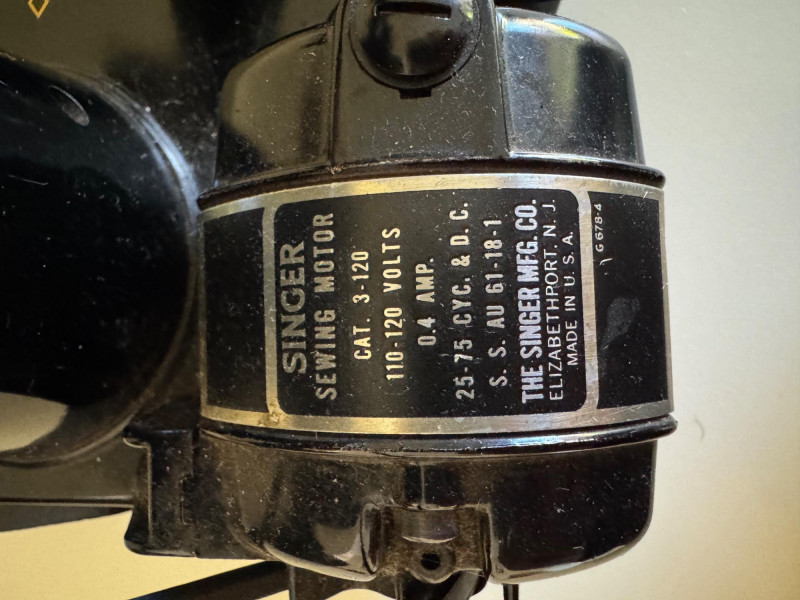 SINGER
SEWING MOTOR
CAT. 3-120
110-120 VOLTS
0.4 AMP.
25-75 CYC. & D. C.
S. S. AU 61-18-1
THE SINGER MFG. CO.
ELIZABETHPORT, N. J.
MADE IN U. S. A.
G 678-4